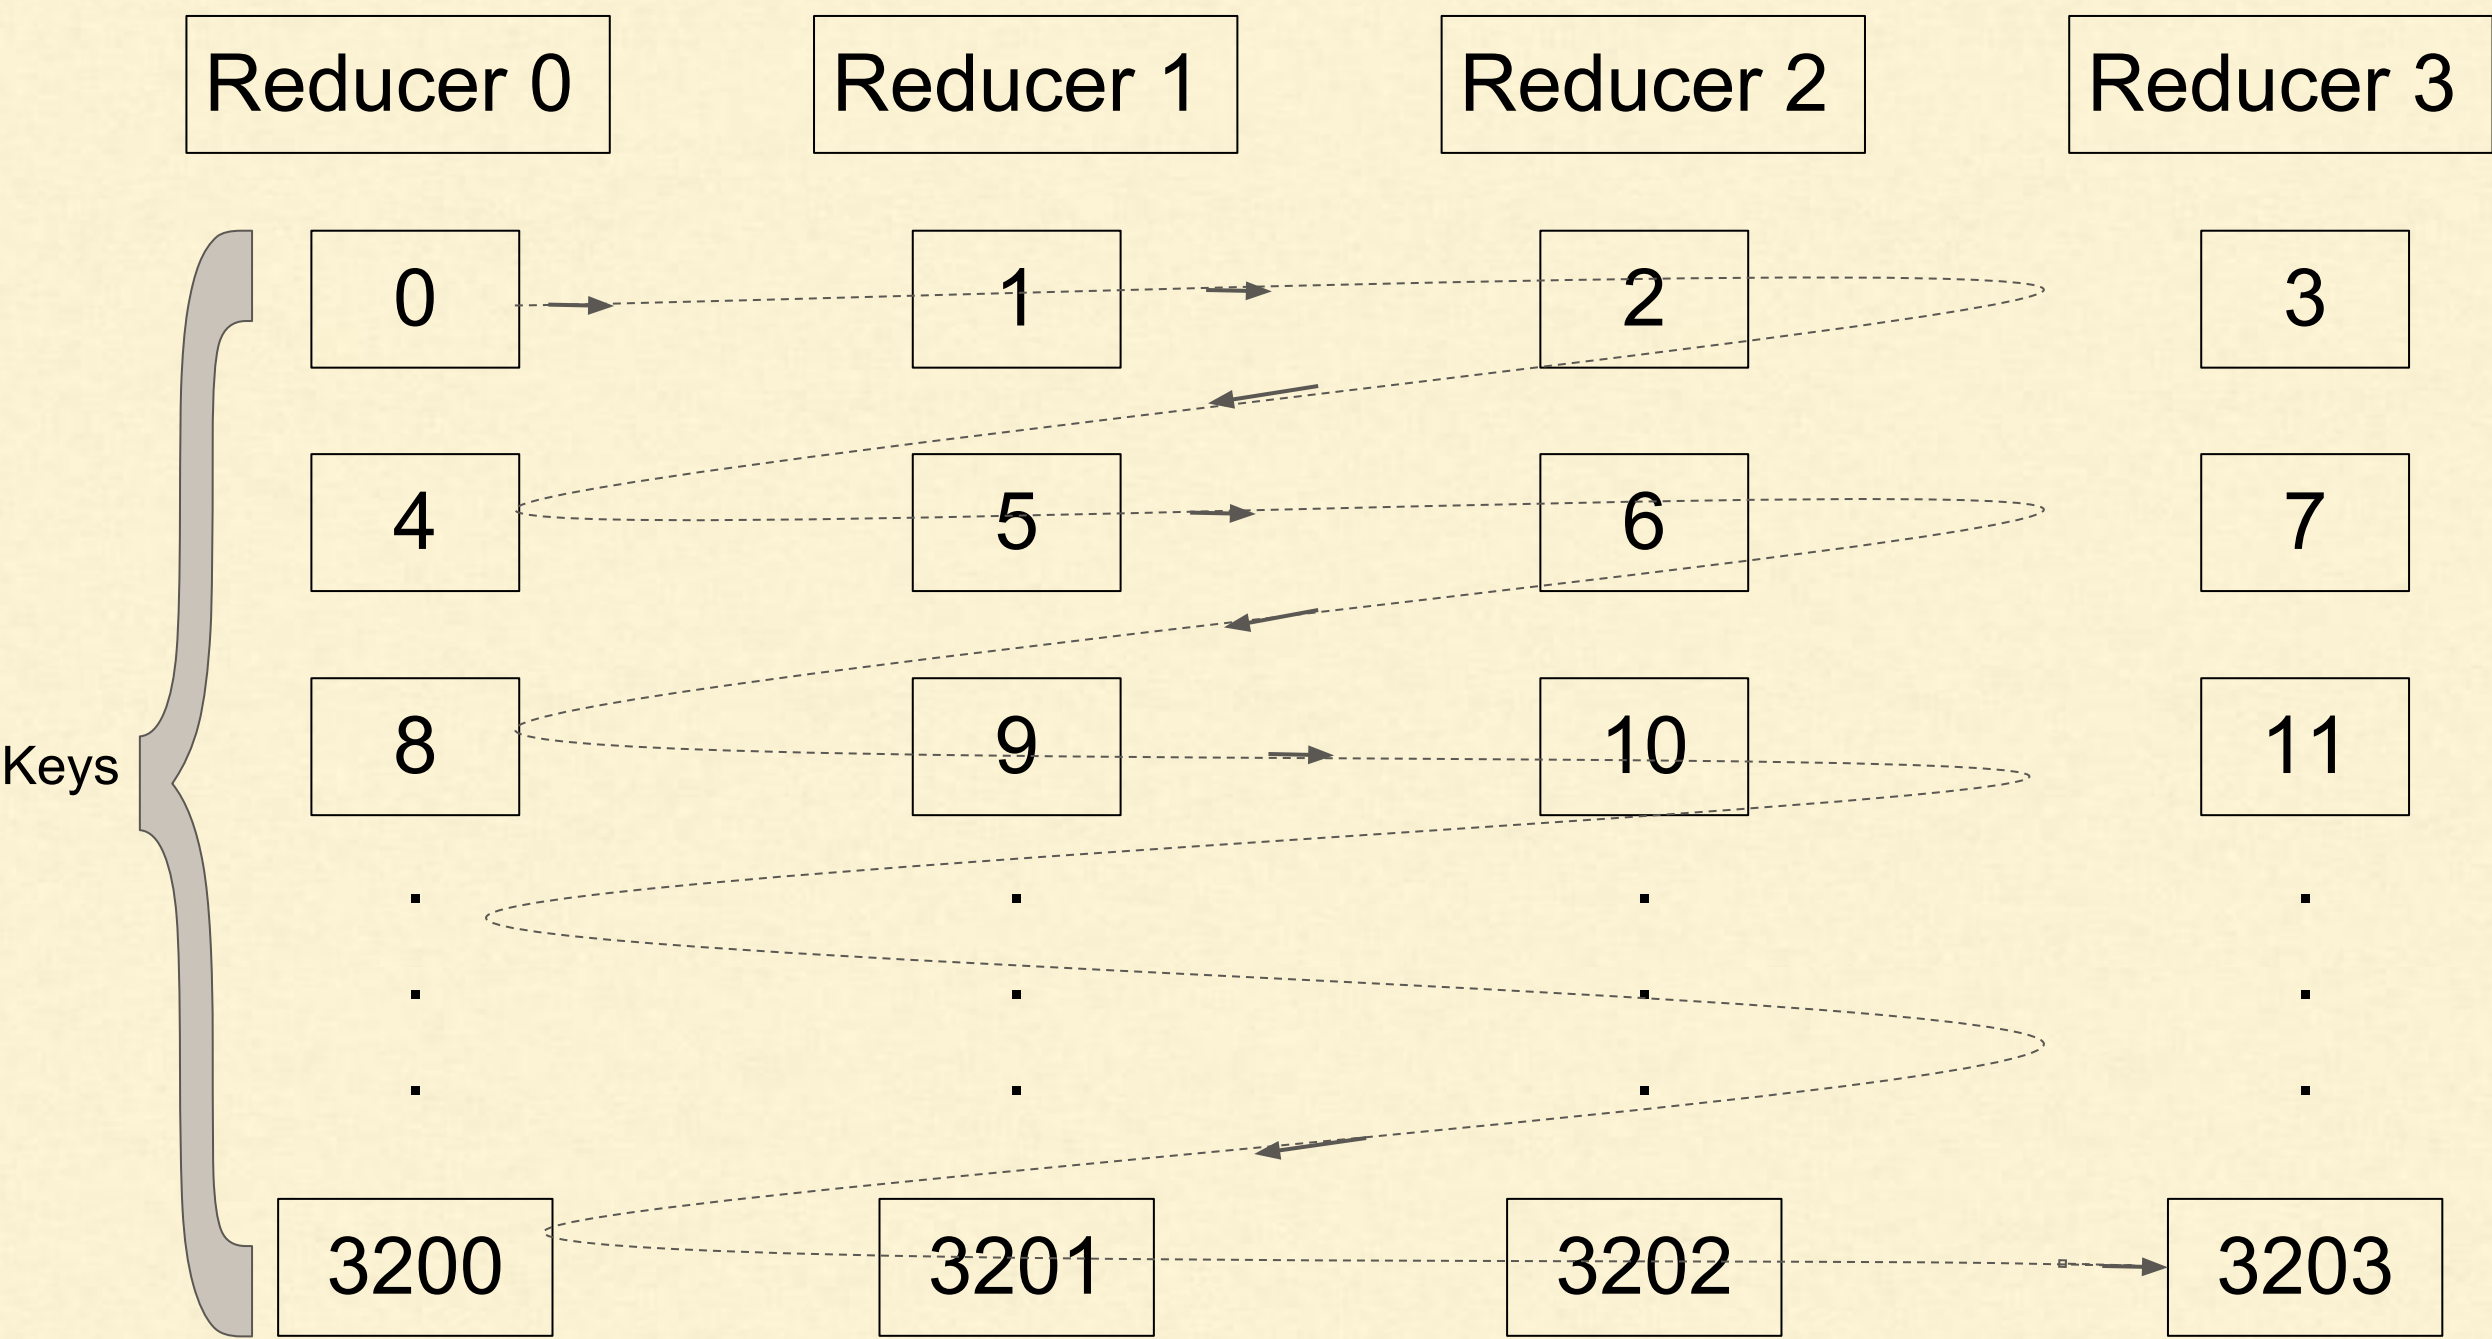 Reducer 0 Reducer 1 Reducer 2 Reducer 3
0 1 2 3
4 5 6 7
8 9 10 11
Keys
. . . .
. . . .
. . . .
3200 3201 3202 3203